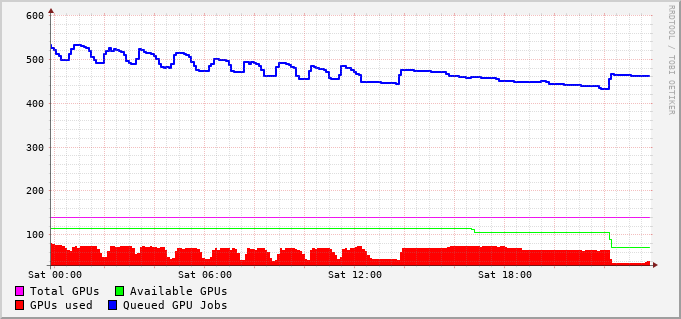 600
500
400
300
200
100
Sat 00:00 Sat 06:00 Sat 12:00 Sat 18:00
Total GPUs Available GPUs
GPUs used Queued GPU Jobs
RRDTOOL / TOBI OETIKER